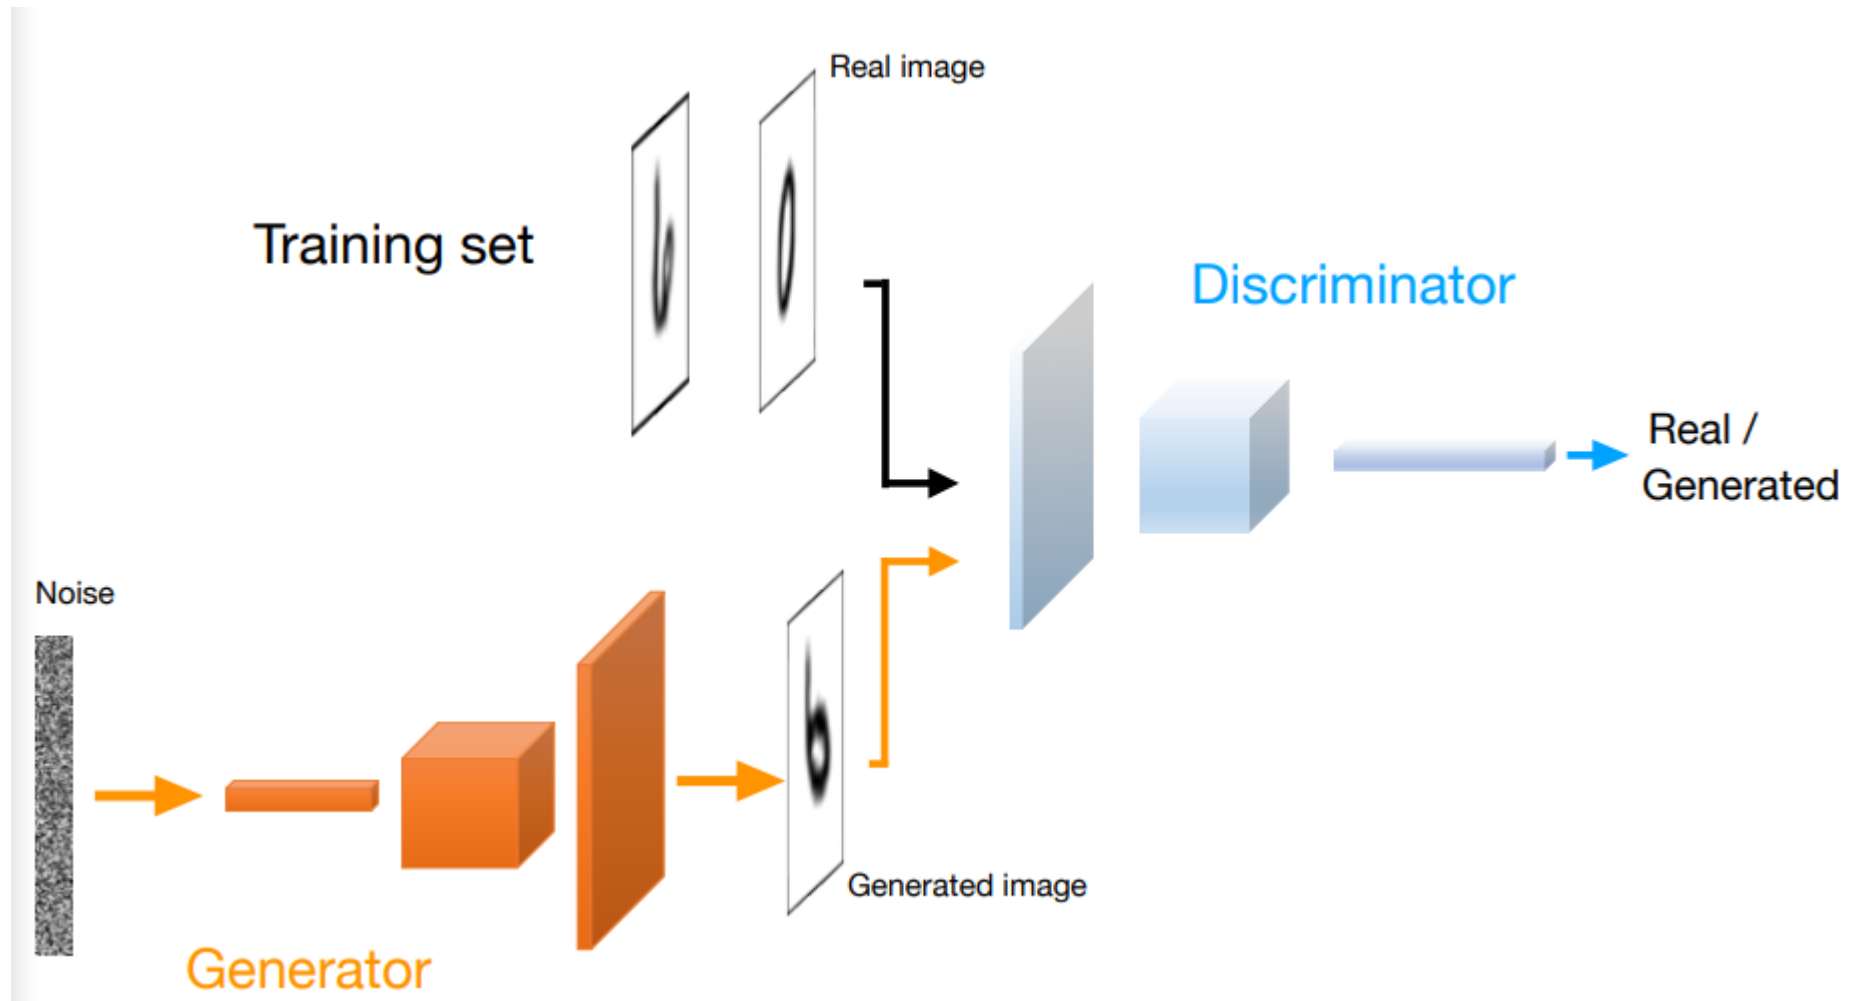 Real image
Training set
Discriminator
Real /
Generated
Noise
Generated image
Generator